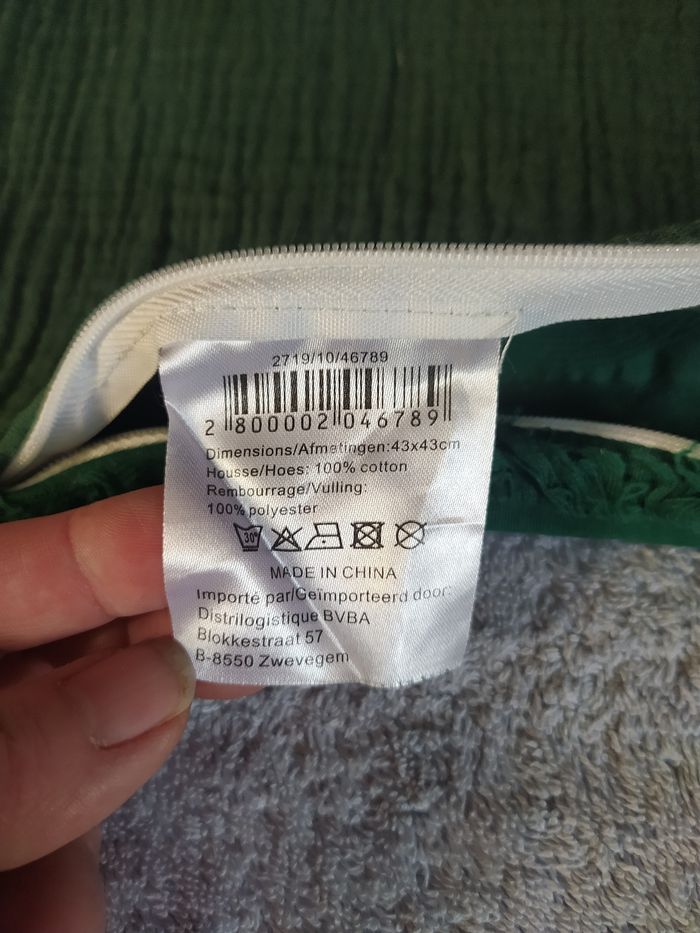 2719/10/46789
2 800002 046789
Dimensions/Afmetingen:43x43cm
Housse/Hoes: 100% cotton
Rembourrage/Vulling:
100% polyester
30°
MADE IN CHINA
Importé par/Geïmporteerd door:
Distrilogistique BVBA
Blokkestraat 57
B-8550 Zwevegem